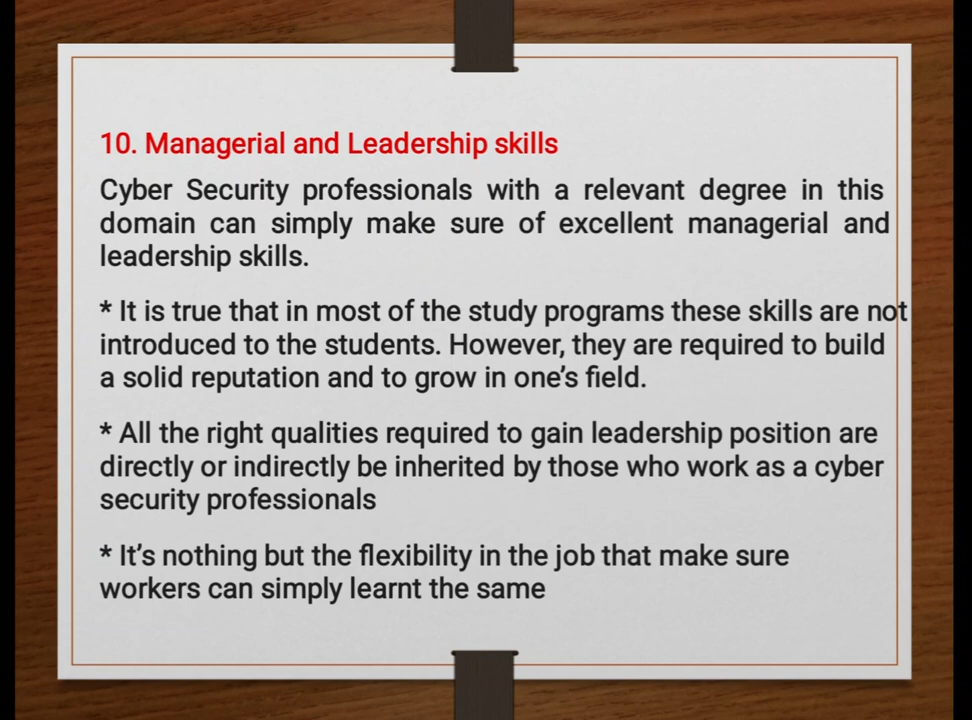 10. Managerial and Leadership skills
Cyber Security professionals with a relevant degree in this
domain can simply make sure of excellent managerial and
leadership skills.
* It is true that in most of the study programs these skills are not
introduced to the students. However, they are required to build
a solid reputation and to grow in one’s field.
* All the right qualities required to gain leadership position are
directly or indirectly be inherited by those who work as a cyber
security professionals
* It’s nothing but the flexibility in the job that make sure
workers can simply learnt the same